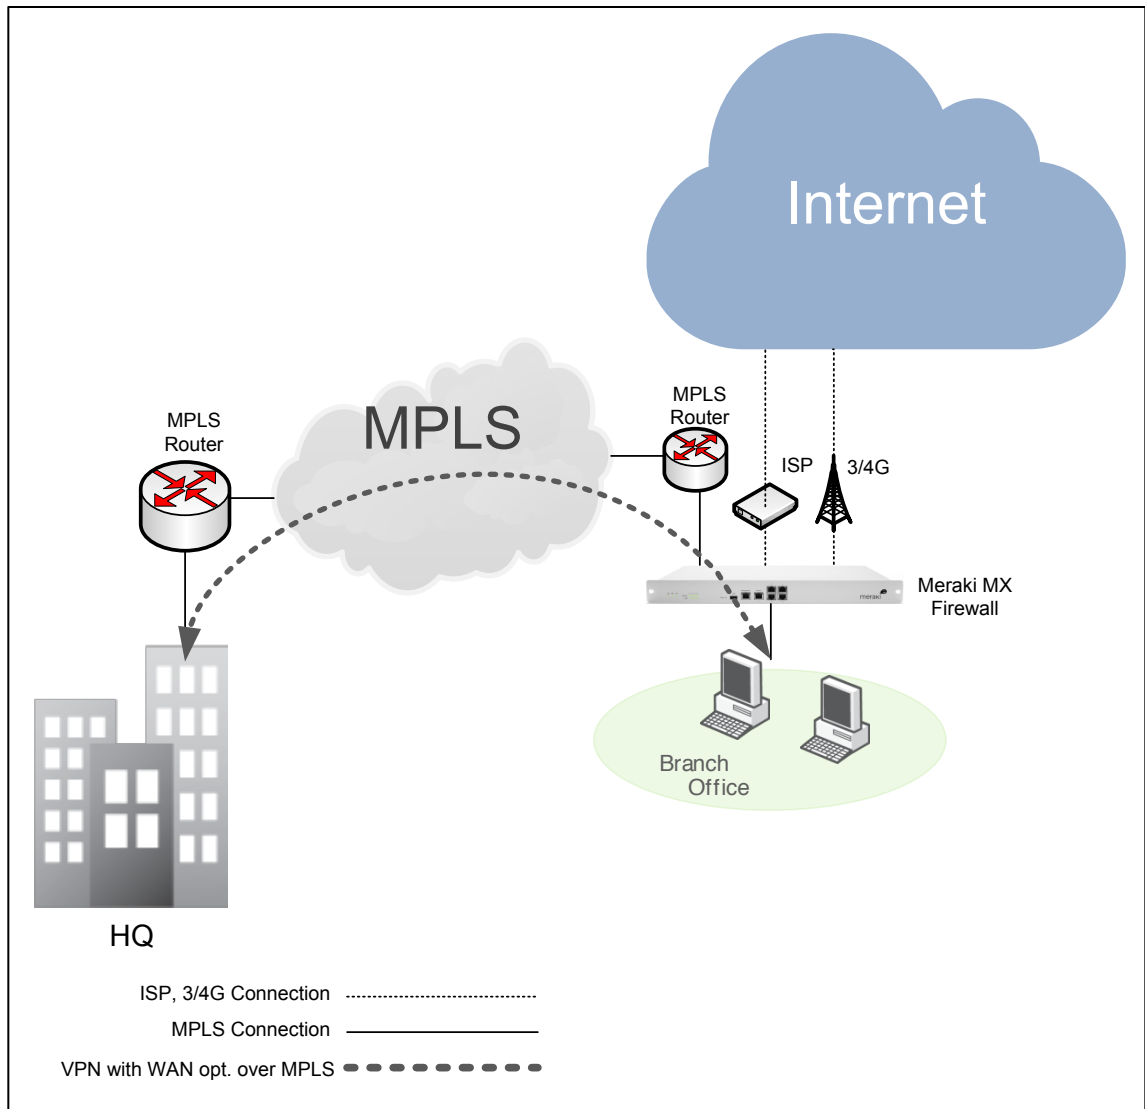 Internet
MPLS
Router
MPLS
MPLS
Router
ISP
3/4G
meraki
Meraki MX
Firewall
Branch
Office
HQ
ISP, 3/4G Connection
MPLS Connection
VPN with WAN opt. over MPLS